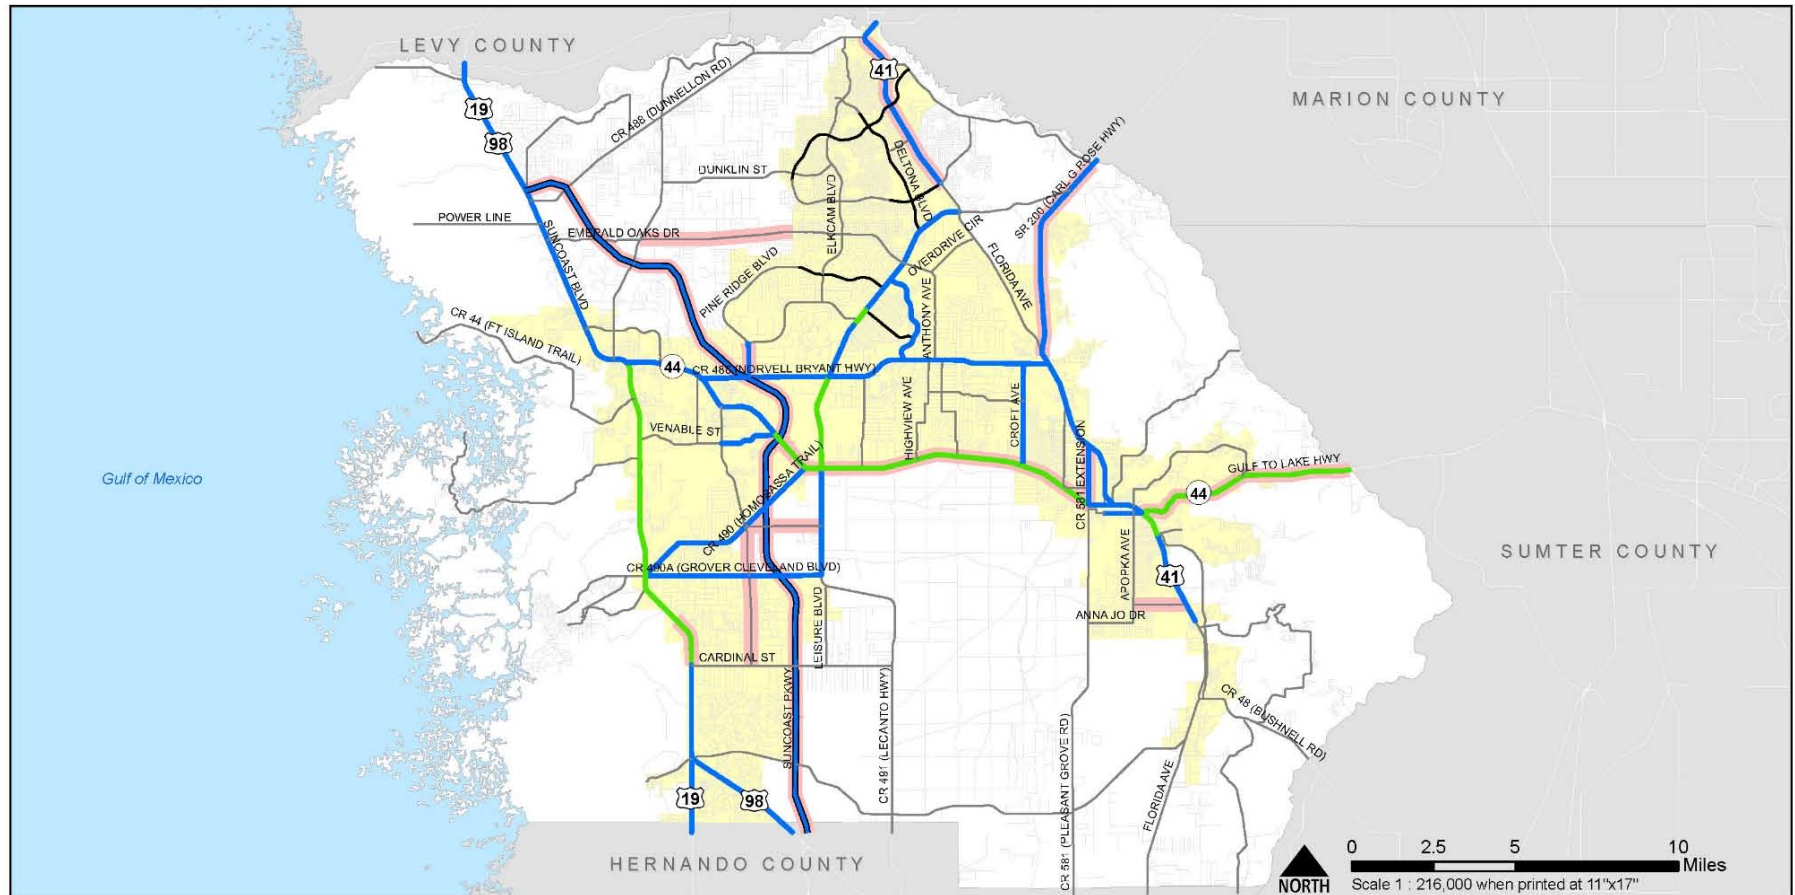 LEVY COUNTY
41
MARION COUNTY
19
98
CR 488 (DUNNELLON RD)
DUNKLIN ST
DELTONA BLVD
SR 200 (CARL G ROSE HWY)
ELKCAM BLVD
POWER LINE
EMERALD OAKS DR
SUNCOAST BLVD
OVERDRIVE CIR
FLORIDA AVE
PINE RIDGE BLVD
CR 44 (FT ISLAND TRAIL)
ANTHONY AVE
44
CR 486 (NORVELL BRYANT HWY)
HIGHVIEW AVE
CROFT AVE
VENABLE ST
CR 581 EXTENSION
GULF TO LAKE HWY
44
Gulf of Mexico
CR 490 (HOMOSASSA TRAIL)
SUMTER COUNTY
CR 490A (GROVER CLEVELAND BLVD)
APOPKA AVE
41
ANNA JO DR
LEISURE BLVD
CARDINAL ST
SUNCOAST PKWY
CR 491 (LECANTO HWY)
CR 581 (PLEASANT GROVE RD)
CR 48 (BUSHNELL RD)
FLORIDA AVE
19
98
HERNANDO COUNTY
NORTH
0 2.5 5 10
Miles
Scale 1 : 216,000 when printed at 11"x17"